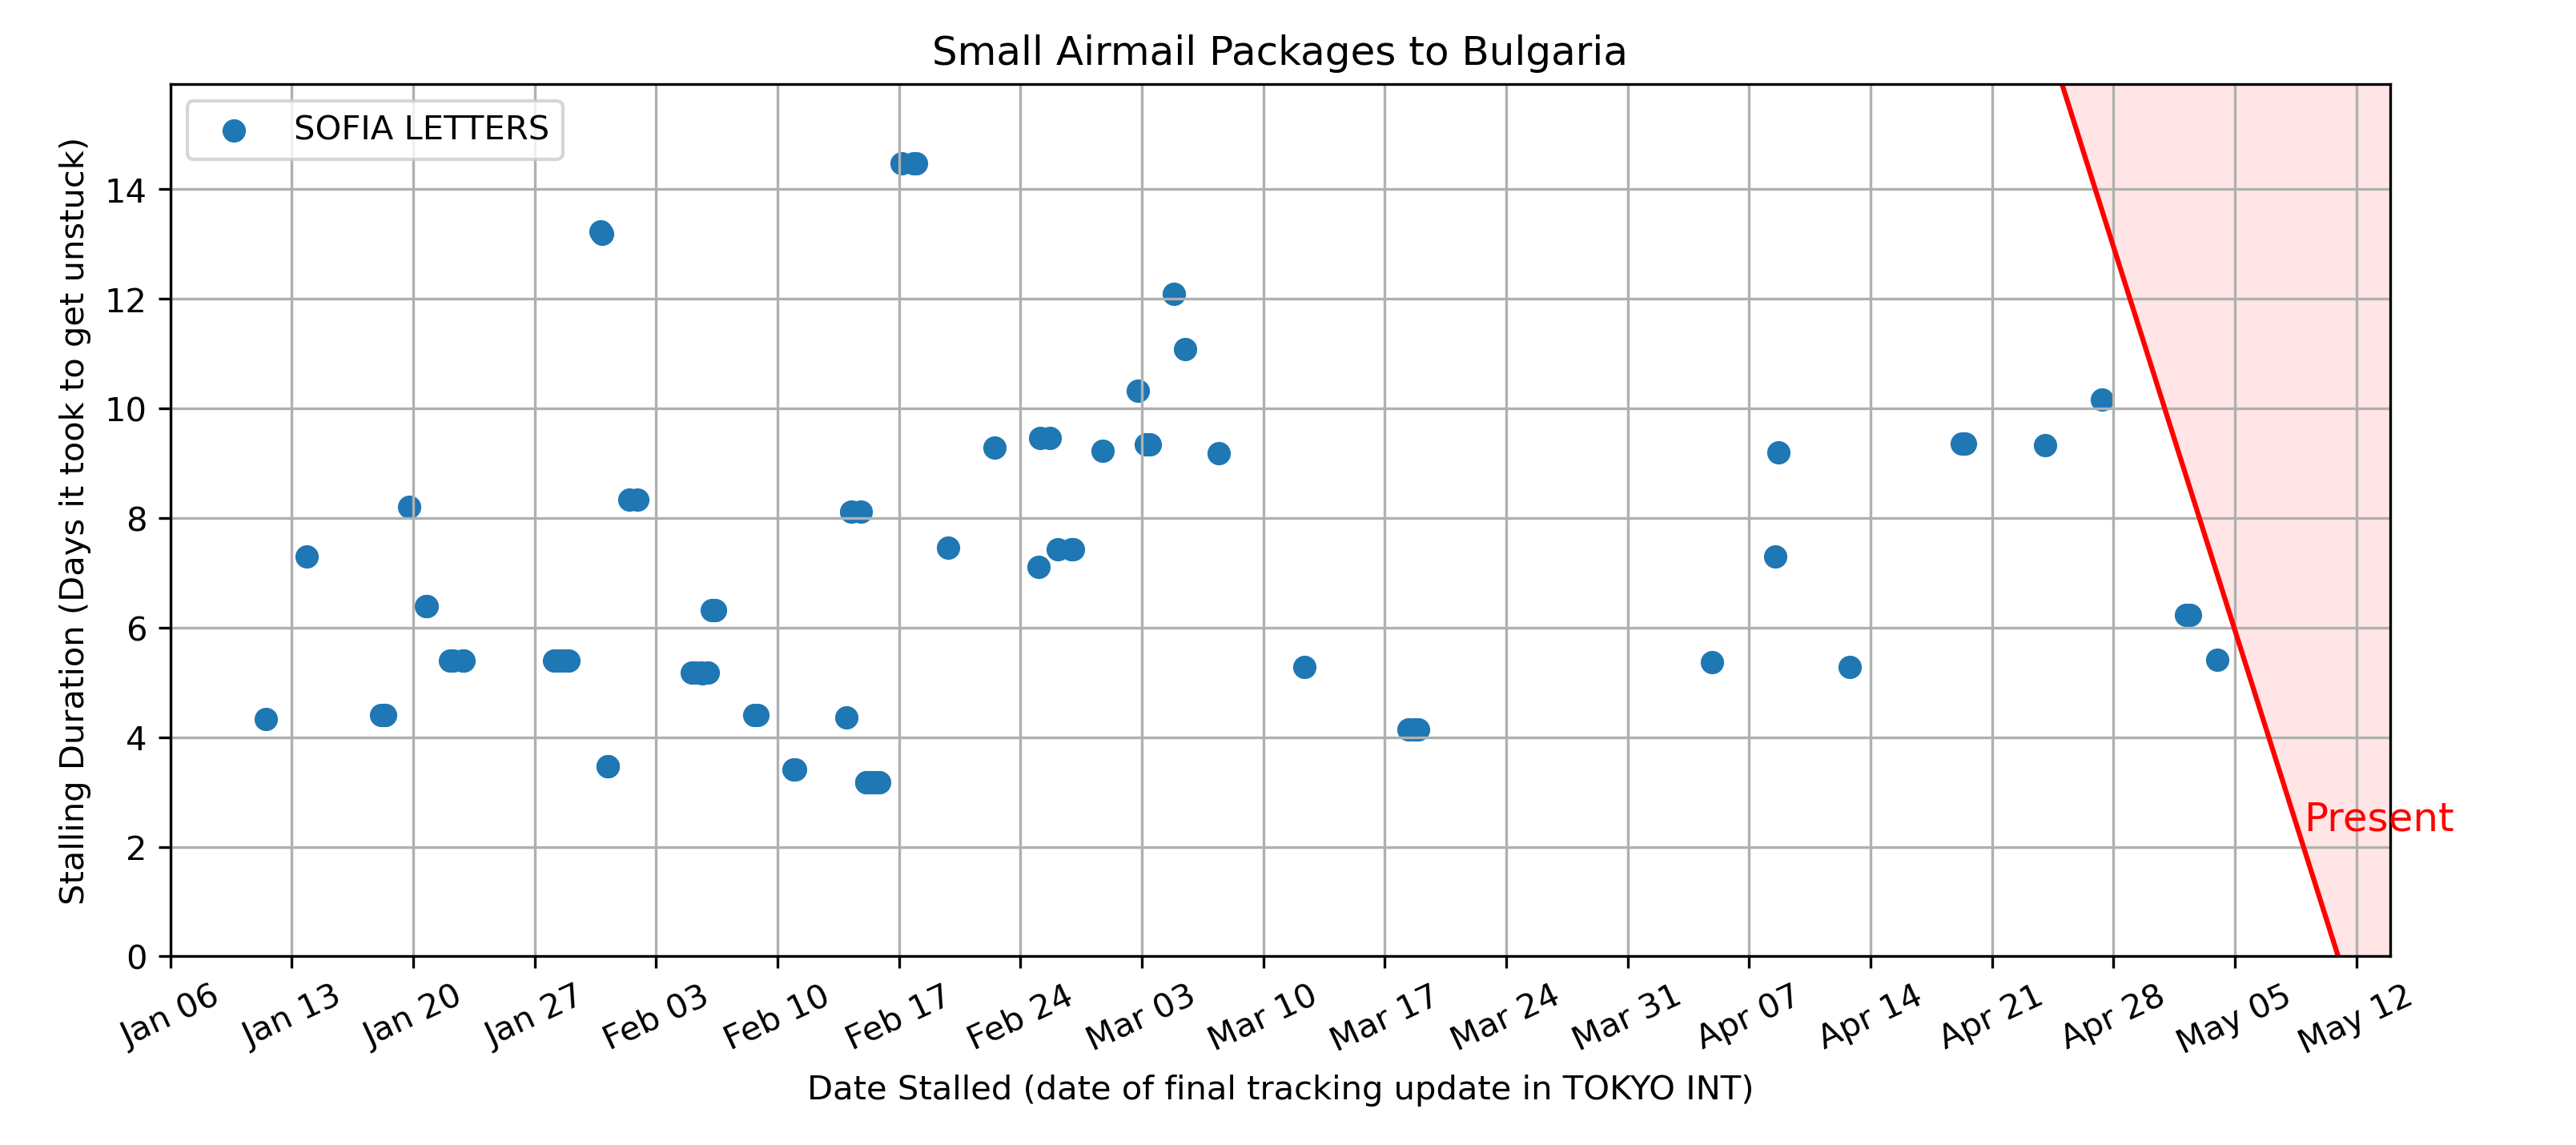 Small Airmail Packages to Bulgaria
SOFIA LETTERS
Stalling Duration (Days it took to get unstuck)
14
12
10
8
6
4
2
0
Present
Jan 06
Jan 13
Jan 20
Jan 27
Feb 03
Feb 10
Feb 17
Feb 24
Mar 03
Mar 10
Mar 17
Mar 24
Mar 31
Apr 07
Apr 14
Apr 21
Apr 28
May 05
May 12
Date Stalled (date of final tracking update in TOKYO INT)